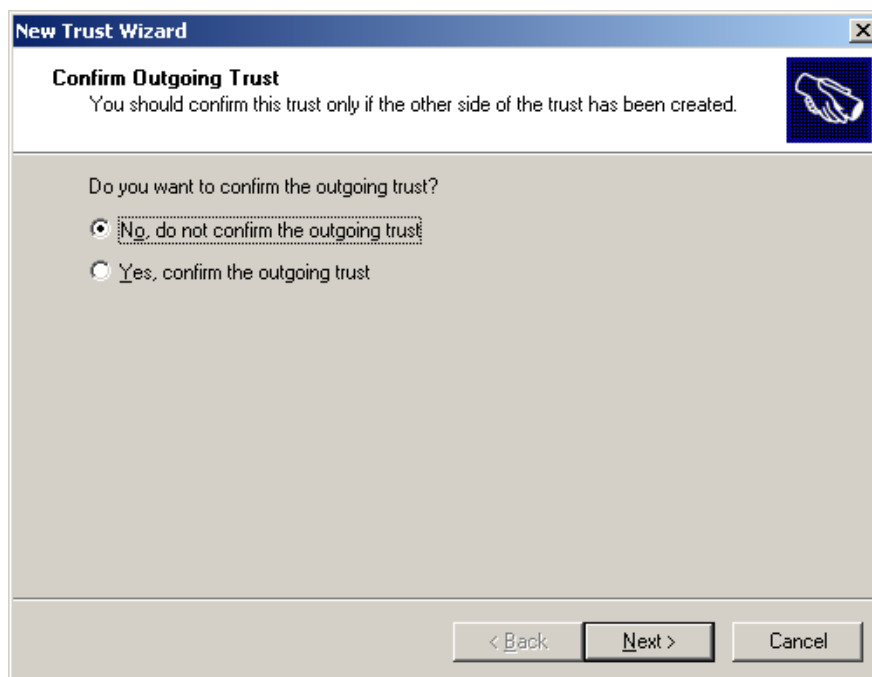 New Trust Wizard
Confirm Outgoing Trust
You should confirm this trust only if the other side of the trust has been created.
Do you want to confirm the outgoing trust?
No, do not confirm the outgoing trust
Yes, confirm the outgoing trust
< Back Next > Cancel